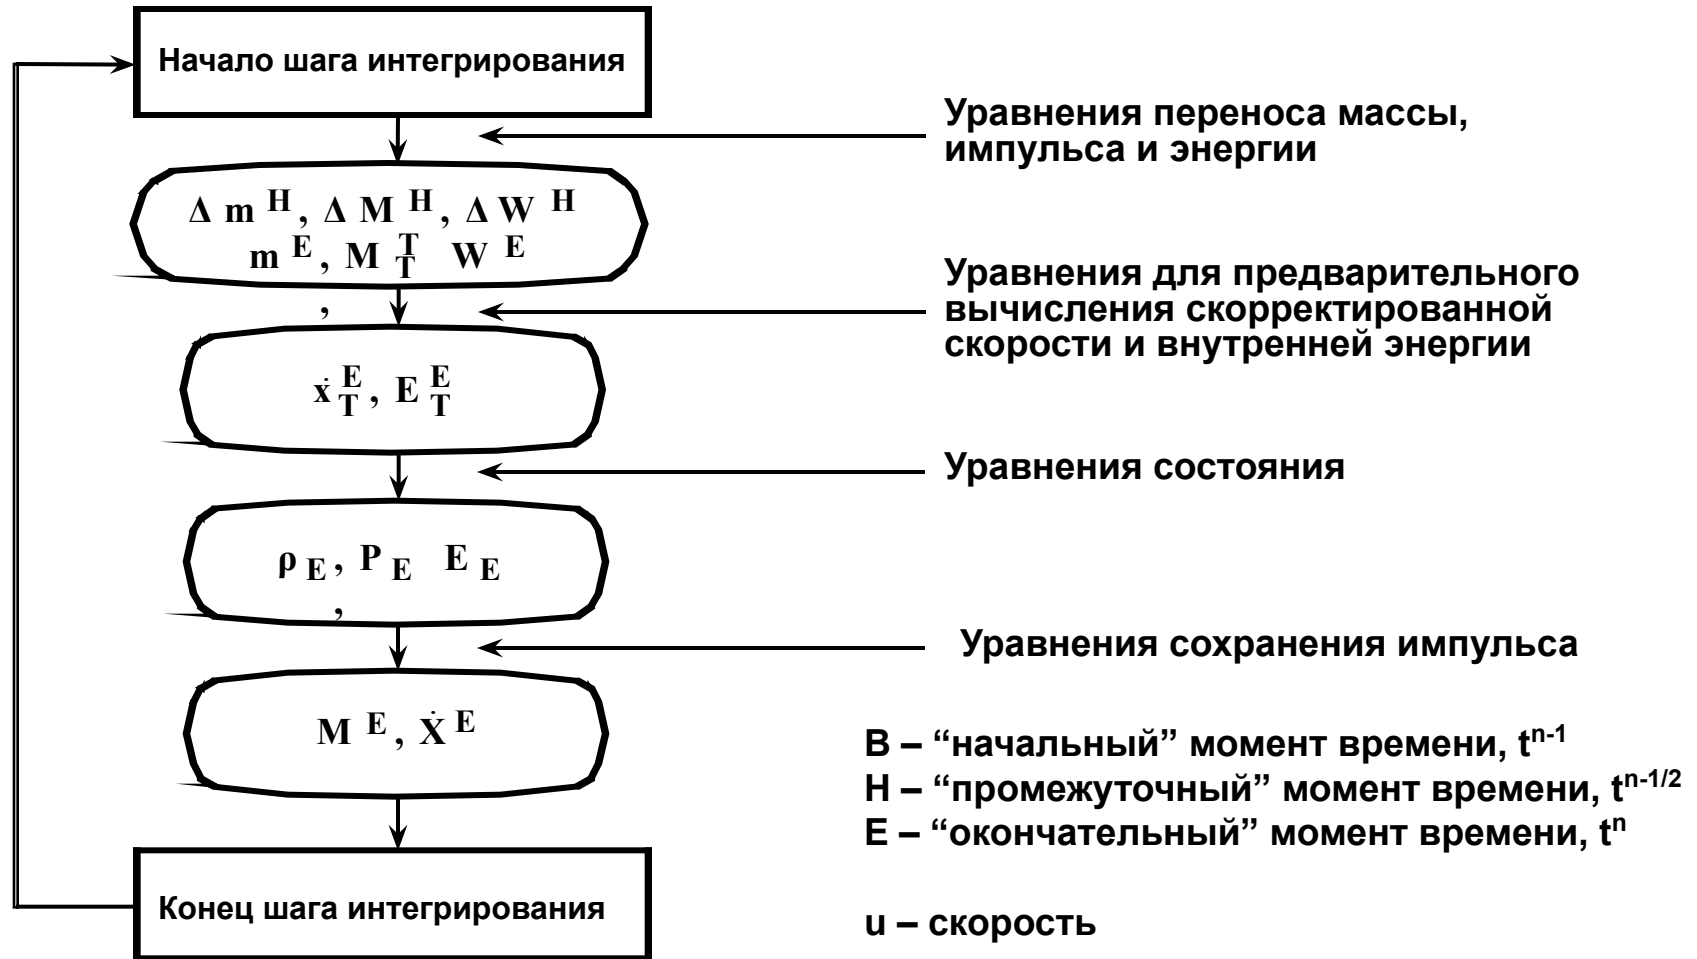 Начало шага интегрирования
Уравнения переноса массы,
импульса и энергии
Δ m H, Δ M H, Δ W H
m E, M T T W E
,
Уравнения для предварительного
вычисления скорректированной
скорости и внутренней энергии
ẋ E T, E E T
Уравнения состояния
ρ E, P E E E
,
Уравнения сохранения импульса
M E, Ẋ E
В – “начальный” момент времени, tⁿ⁻¹
Н – “промежуточный” момент времени, tⁿ⁻¹/²
Е – “окончательный” момент времени, tⁿ
Конец шага интегрирования
u – скорость